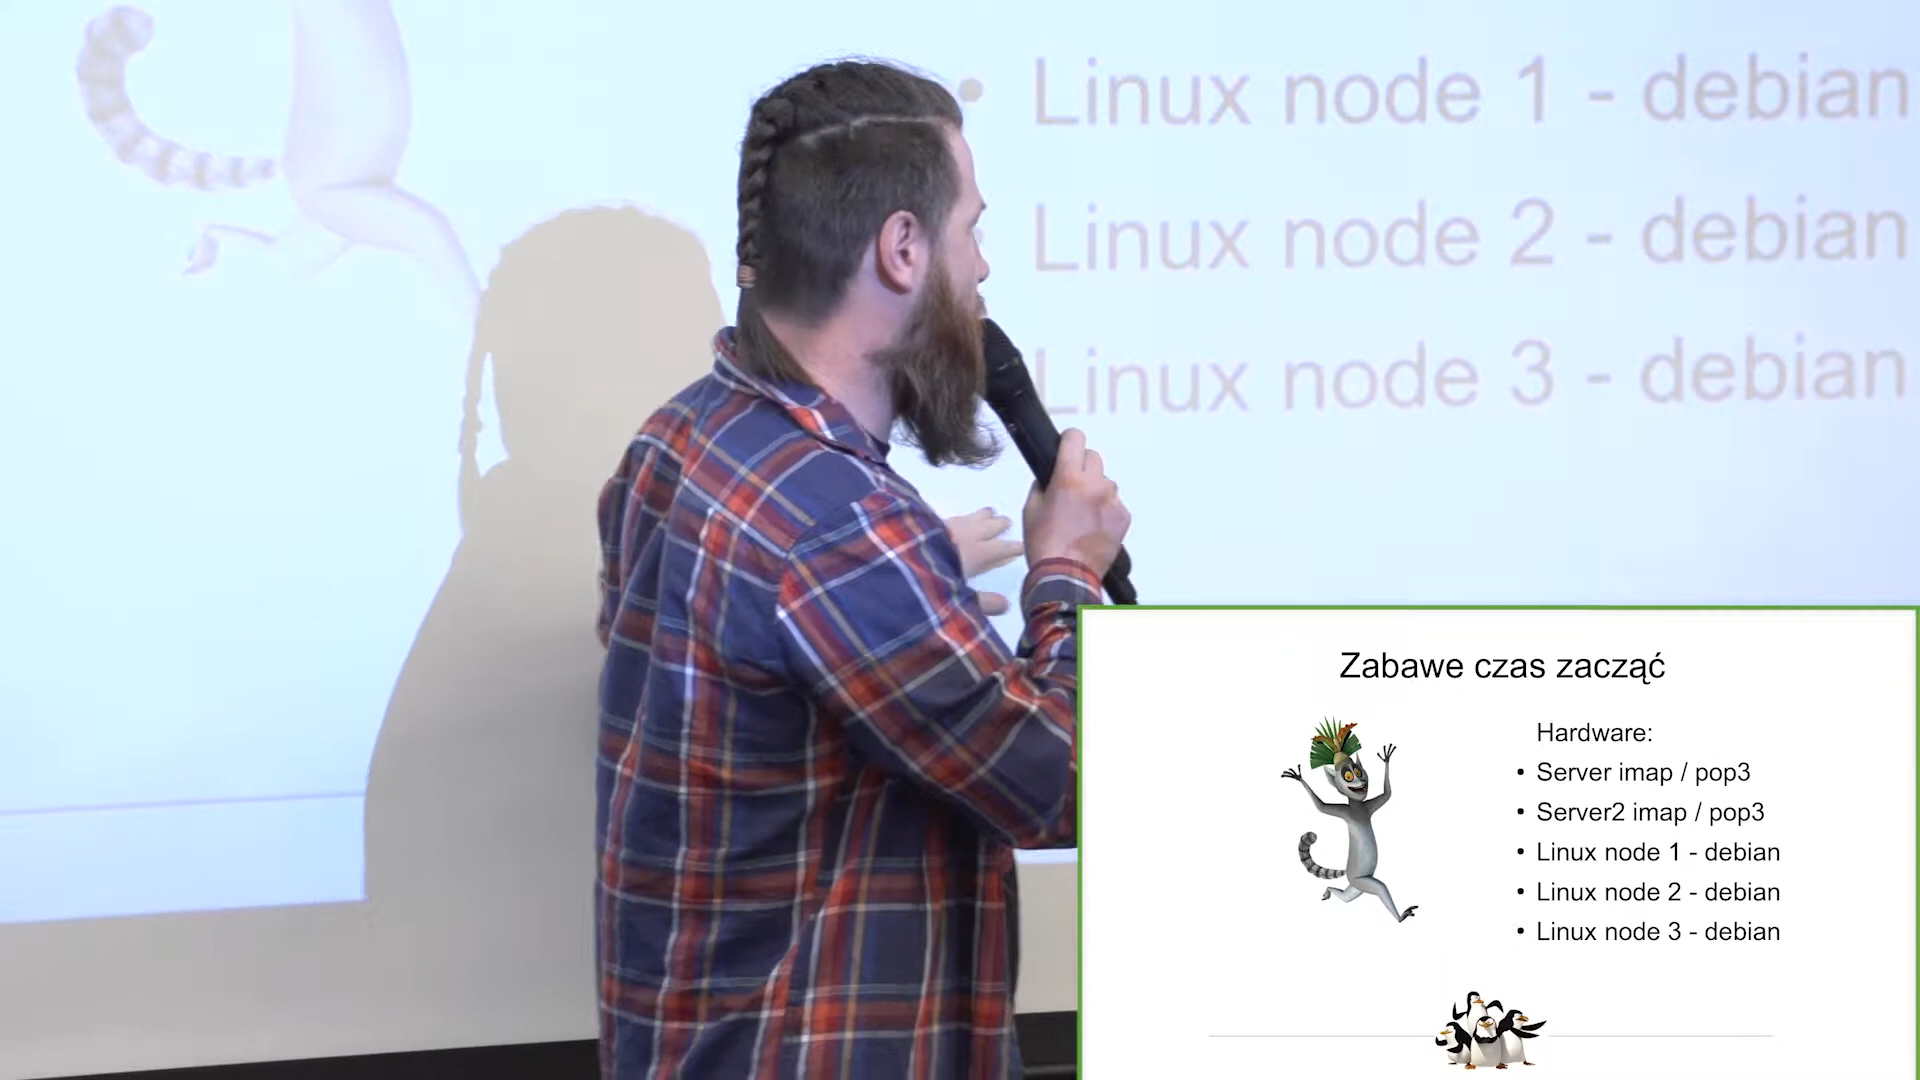 Linux node 1 - debian
Linux node 2 - debian
Linux node 3 - debian
Zabawe czas zacząć
Hardware:
• Server imap / pop3
• Server2 imap / pop3
• Linux node 1 - debian
• Linux node 2 - debian
• Linux node 3 - debian